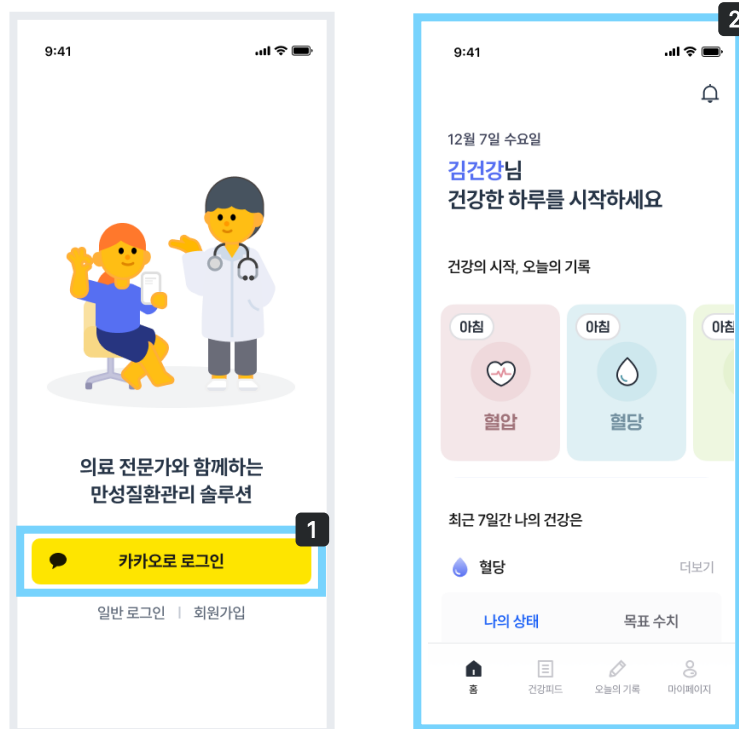 9:41
의료 전문가와 함께하는
만성질환관리 솔루션
1
카카오로 로그인
일반 로그인 | 회원가입
2
9:41
12월 7일 수요일
김건강님
건강한 하루를 시작하세요
건강의 시작, 오늘의 기록
아침 아침 아침
혈압 혈당
최근 7일간 나의 건강은
혈당 더보기
나의 상태 목표 수치
홈 건강피드 오늘의 기록 마이페이지